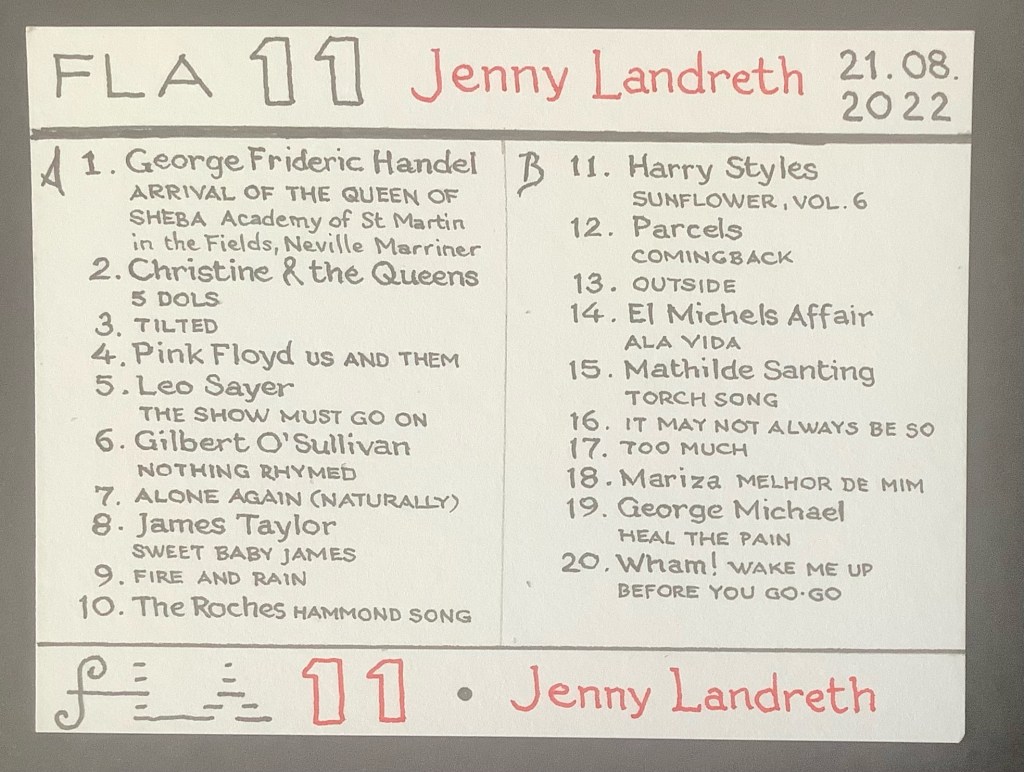 FLA 11 Jenny Landreth 21.08.
2022
A 1. George Frideric Handel
ARRIVAL OF THE QUEEN OF
SHEBA Academy of St Martin
in the Fields, Neville Marriner
2. Christine & the Queens
5 DOLS
3. TILTED
4. Pink Floyd US AND THEM
5. Leo Sayer
THE SHOW MUST GO ON
6. Gilbert O'Sullivan
NOTHING RHYMED
7. ALONE AGAIN (NATURALLY)
8. James Taylor
SWEET BABY JAMES
9. FIRE AND RAIN
10. The Roches HAMMOND SONG
B 11. Harry Styles
SUNFLOWER, VOL. 6
12. Parcels
COMINGBACK
13. OUTSIDE
14. El Michels Affair
ALA VIDA
15. Mathilde Santing
TORCH SONG
16. IT MAY NOT ALWAYS BE SO
17. TOO MUCH
18. Mariza MELHOR DE MIM
19. George Michael
HEAL THE PAIN
20. Wham! WAKE ME UP
BEFORE YOU GO-GO
FLA 11 • Jenny Landreth